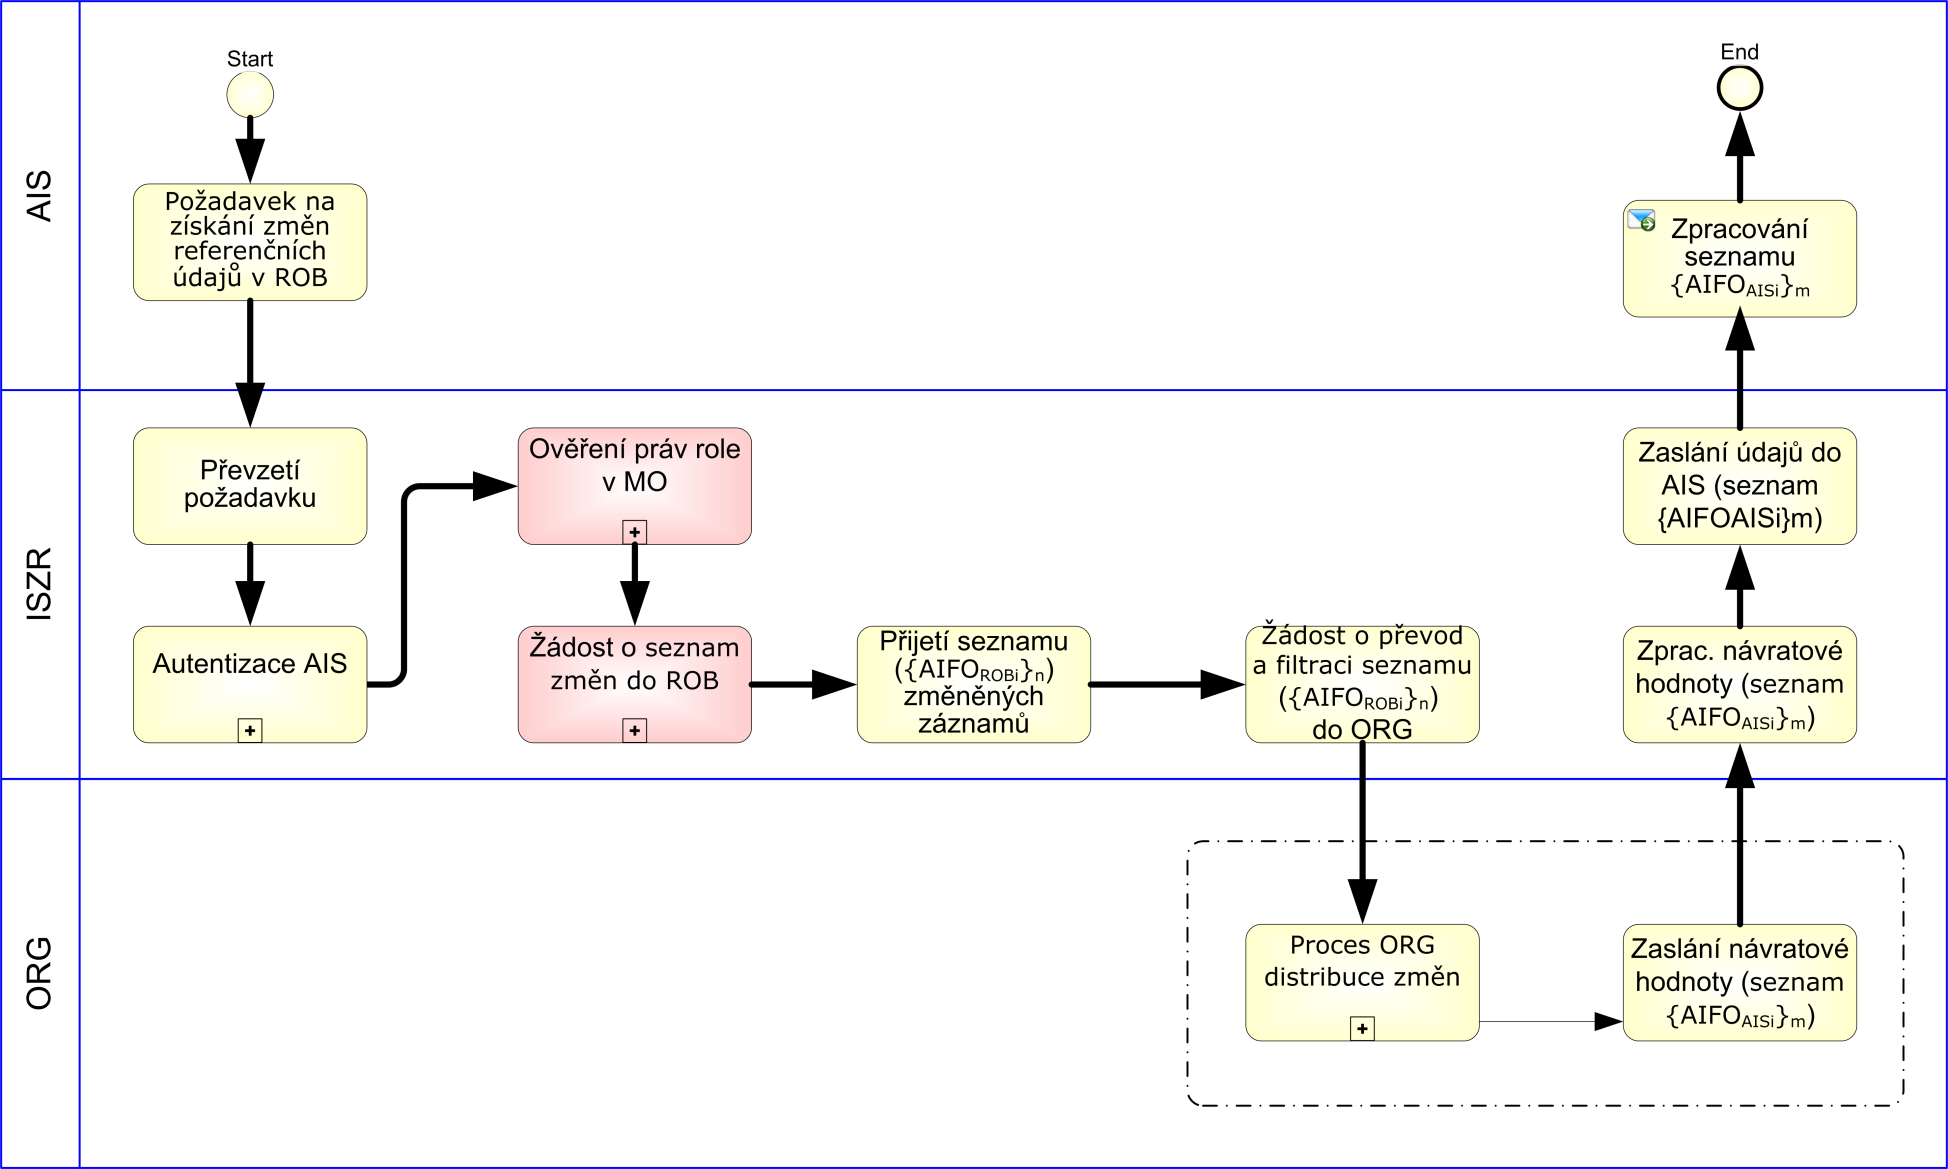 AIS
Start
Požadavek na
získání změn
referenčních
údajů v ROB
End
Zpracování
seznamu
{AIFOAISi}m
ISZR
Převzetí
požadavku
Autentizace AIS
Ověření práv role
v MO
Žádost o seznam
změn do ROB
Přijetí seznamu
({AIFOROBi}n)
změněných
záznamů
Žádost o převod
a filtraci seznamu
({AIFOROBi}n)
do ORG
Zaslání údajů do
AIS (seznam
{AIFOAISi}m)
Zprac. návratové
hodnoty (seznam
{AIFOAISi}m)
ORG
Proces ORG
distribuce změn
Zaslání návratové
hodnoty (seznam
{AIFOAISi}m)